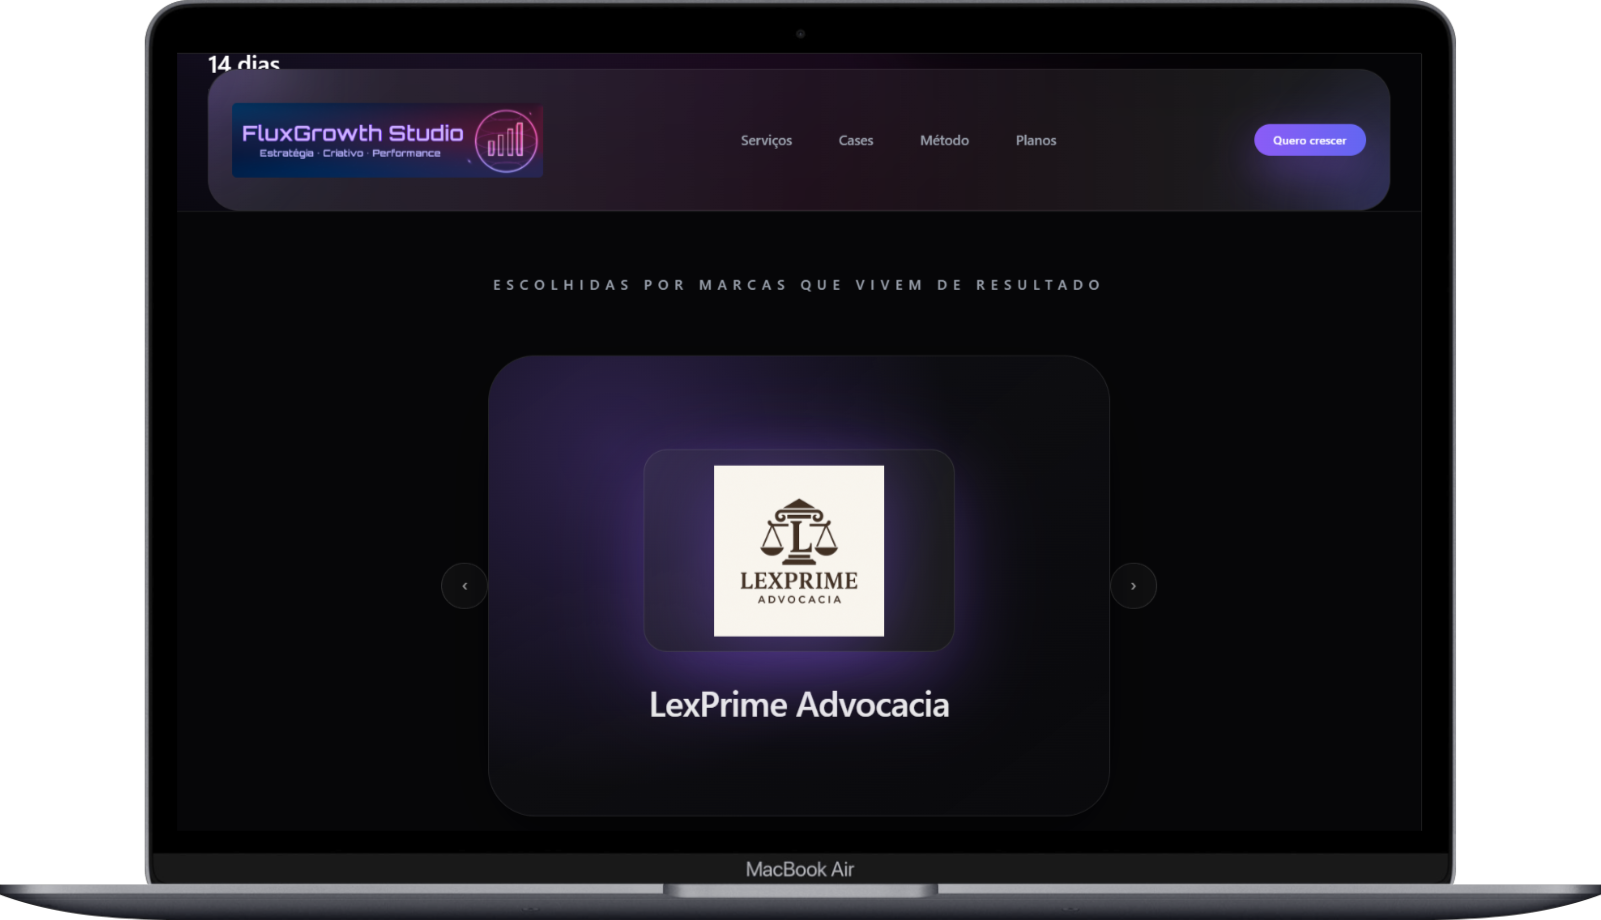 14 dias
FluxGrowth Studio
Estratégia · Criativo · Performance
Serviços Cases Método Planos
Quero crescer
ESCOLHIDAS POR MARCAS QUE VIVEM DE RESULTADO
L
LEXPRIME
ADVOCACIA
‹ ›
LexPrime Advocacia
MacBook Air